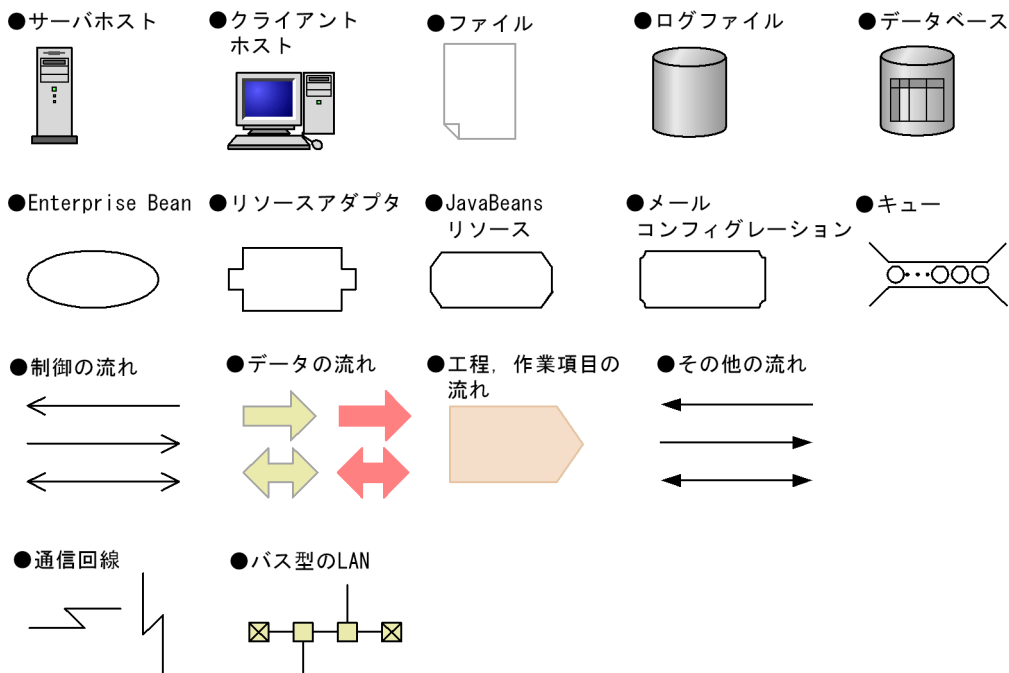 ●サーバホスト
●クライアント
ホスト
●ファイル
●ログファイル
●データベース
●Enterprise Bean
●リソースアダプタ
●JavaBeans
リソース
●メール
コンフィグレーション
●キュー
●制御の流れ
●データの流れ
●工程，作業項目の
流れ
●その他の流れ
●通信回線
●バス型のLAN